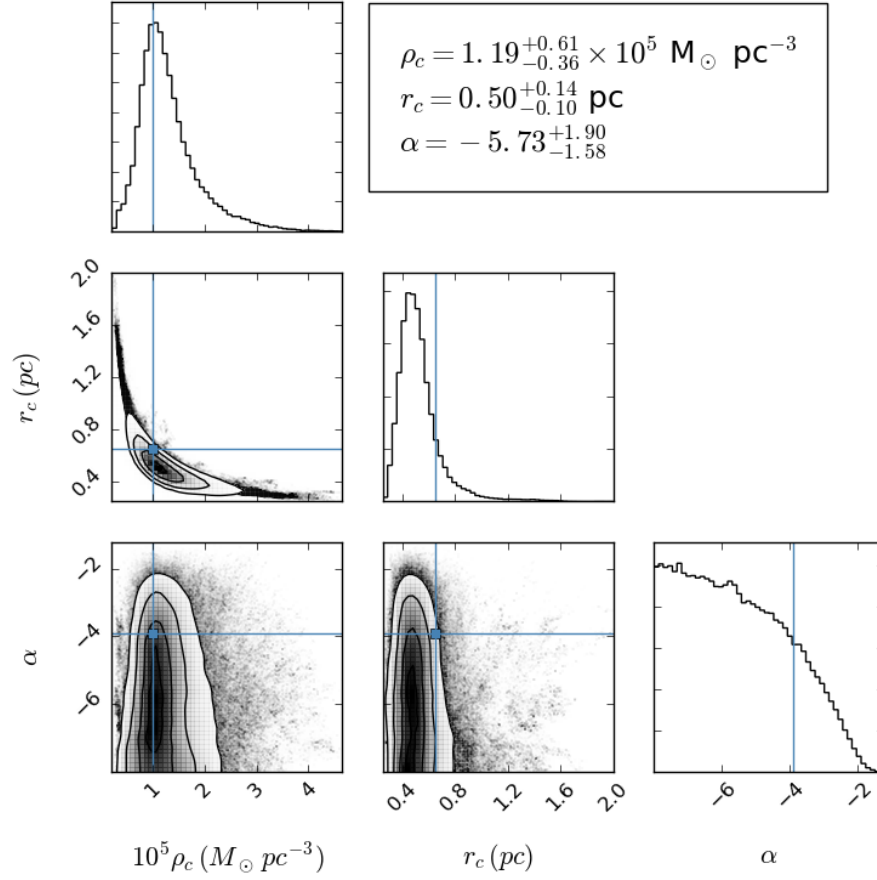 ρ_c = 1.19^{+0.61}_{-0.36} × 10^5 M_⊙ pc^{-3}
r_c = 0.50^{+0.14}_{-0.10} pc
α = −5.73^{+1.90}_{-1.58}
2.0
1.6
1.2
0.8
0.4
r_c (pc)
−2
−4
−6
α
1 2 3 4
0.4 0.8 1.2 1.6 2.0
−6 −4 −2
10^5 ρ_c (M_⊙ pc^{-3})
r_c (pc)
α